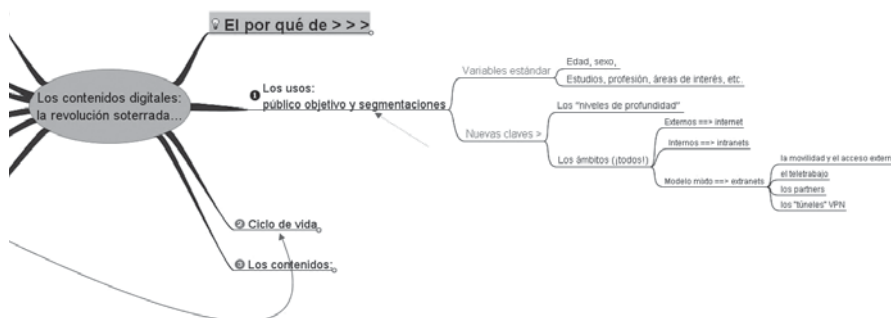 El por qué de > > >
Los contenidos digitales:
la revolución soterrada...
Los usos:
público objetivo y segmentaciones
Variables estándar
Edad, sexo,
Estudios, profesión, áreas de interés, etc.
Nuevas claves >
Los "niveles de profundidad"
Los ámbitos (¡todos!)
Externos ==> internet
Internos ==> intranets
Modelo mixto ==> extranets
la movilidad y el acceso extern
el teletrabajo
los partners
los "túneles" VPN
Ciclo de vida
Los contenidos: